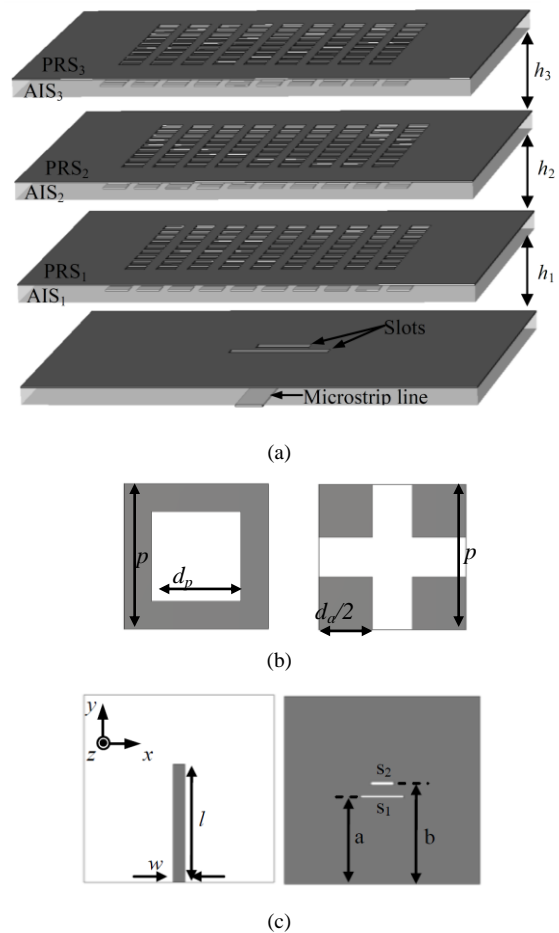 PRS3
AIS3
h3
PRS2
AIS2
h2
PRS1
AIS1
h1
Slots
Microstrip line
(a)
p
dp
p
da/2
(b)
y
z
x
l
w
s2
s1
a
b
(c)